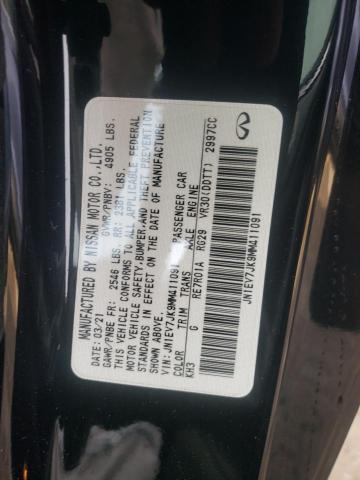 MANUFACTURED BY NISSAN MOTOR CO.,LTD.
DATE: 03/21 GVWR/PNBV: 4905 LBS.
GAWR/PNBE FR: 2546 LBS. RR: 2381 LBS.
THIS VEHICLE CONFORMS TO ALL APPLICABLE FEDERAL
MOTOR VEHICLE SAFETY,BUMPER,AND THEFT PREVENTION
STANDARDS IN EFFECT ON THE DATE OF MANUFACTURE
SHOWN ABOVE.
VIN: JN1EV7JK9MM411091 PASSENGER CAR
COLOR TRIM TRANS AXLE ENGINE
KH3 G RE7R01A RG29 VR30(DDTT) 2997CC
JN1EV7JK9MM411091